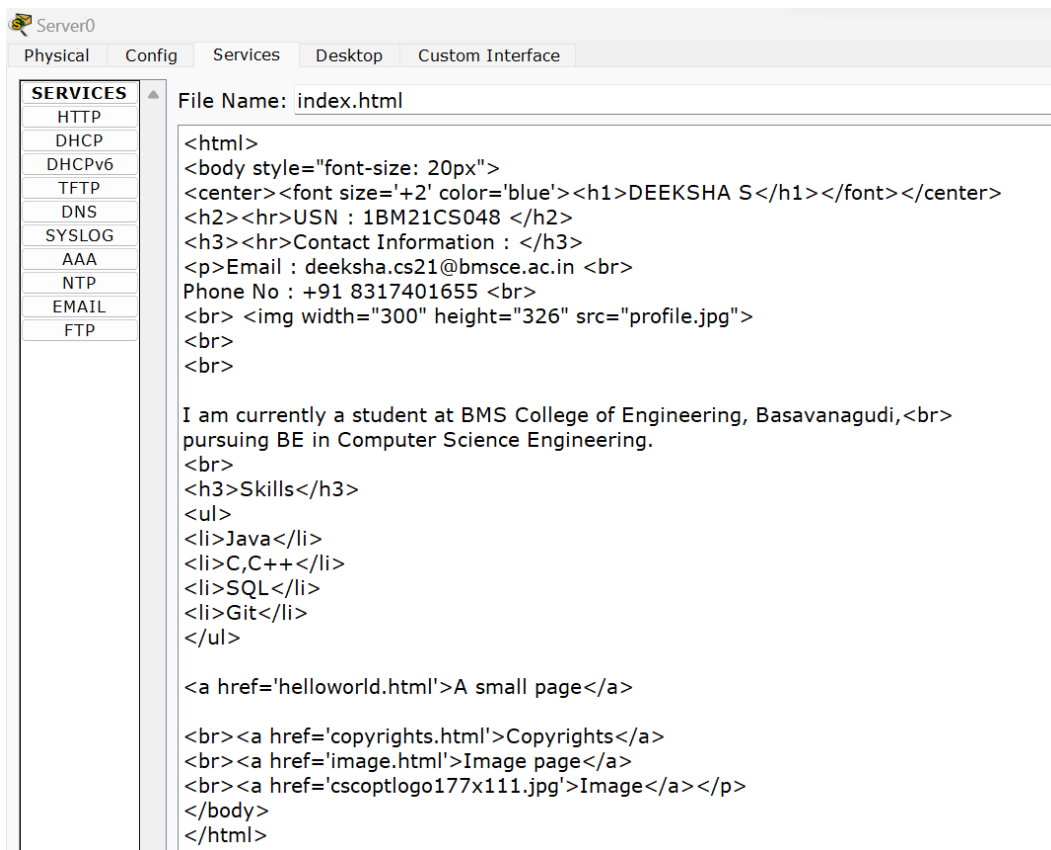 Server0
Physical Config Services Desktop Custom Interface
SERVICES
HTTP
DHCP
DHCPv6
TFTP
DNS
SYSLOG
AAA
NTP
EMAIL
FTP
File Name: index.html
<html>
<body style="font-size: 20px">
<center><font size='+2' color='blue'><h1>DEEKSHA S</h1></font></center>
<h2><hr>USN : 1BM21CS048 </h2>
<h3><hr>Contact Information : </h3>
<p>Email : deeksha.cs21@bmsce.ac.in <br>
Phone No : +91 8317401655 <br>
<br> <img width="300" height="326" src="profile.jpg">
<br>
<br>
I am currently a student at BMS College of Engineering, Basavanagudi,<br>
pursuing BE in Computer Science Engineering.
<br>
<h3>Skills</h3>
<ul>
<li>Java</li>
<li>C,C++</li>
<li>SQL</li>
<li>Git</li>
</ul>
<a href='helloworld.html'>A small page</a>
<br><a href='copyrights.html'>Copyrights</a>
<br><a href='image.html'>Image page</a>
<br><a href='cscoptlogo177x111.jpg'>Image</a></p>
</body>
</html>